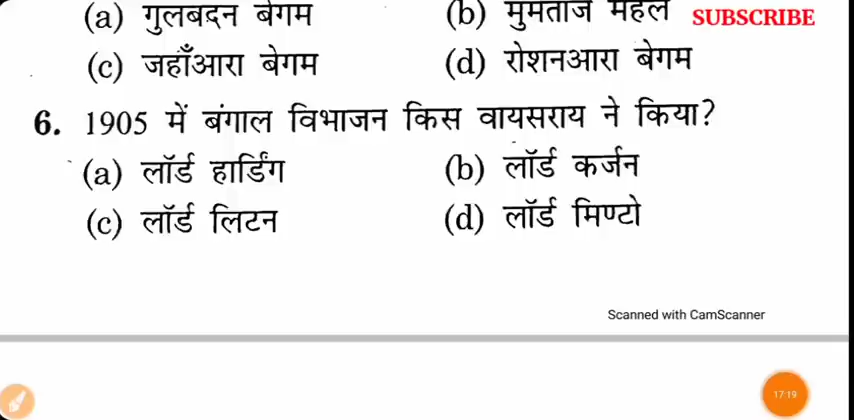 (a) गुलबदन बेगम (b) मुमताज महल SUBSCRIBE
(c) जहाँआरा बेगम (d) रोशनआरा बेगम
6. 1905 में बंगाल विभाजन किस वायसराय ने किया?
(a) लॉर्ड हार्डिंग (b) लॉर्ड कर्जन
(c) लॉर्ड लिटन (d) लॉर्ड मिण्टो
Scanned with CamScanner
17:19